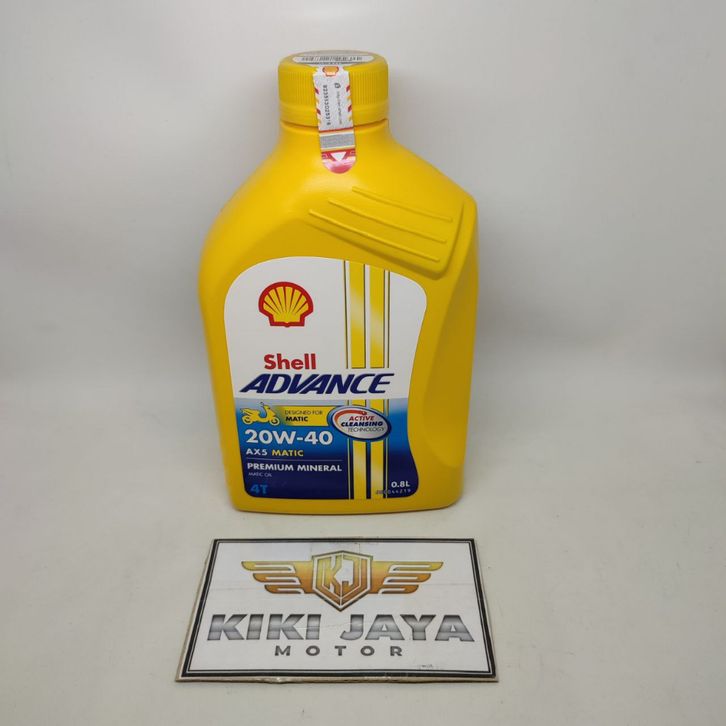 Shell
ADVANCE
DESIGNED FOR
MATIC
ACTIVE
CLEANSING
TECHNOLOGY
20W-40
AX5 MATIC
PREMIUM MINERAL
MATIC OIL
4T
0.8L
KJ
KIKI JAYA
MOTOR